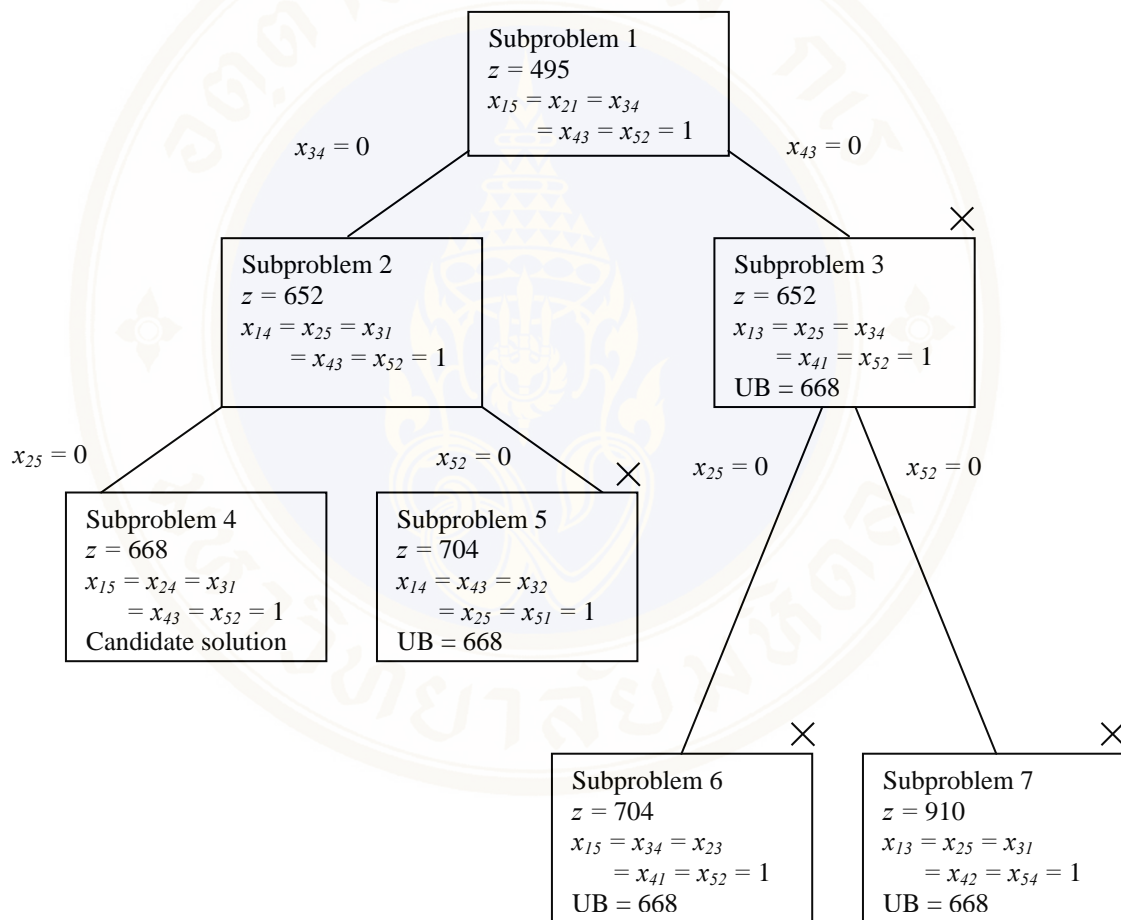 Subproblem 1
z = 495
x15 = x21 = x34
= x43 = x52 = 1
x34 = 0
x43 = 0
Subproblem 2
z = 652
x14 = x25 = x31
= x43 = x52 = 1
Subproblem 3
z = 652
x13 = x25 = x34
= x41 = x52 = 1
UB = 668
x25 = 0
x52 = 0
x25 = 0
x52 = 0
Subproblem 4
z = 668
x15 = x24 = x31
= x43 = x52 = 1
Candidate solution
Subproblem 5
z = 704
x14 = x43 = x32
= x25 = x51 = 1
UB = 668
Subproblem 6
z = 704
x15 = x34 = x23
= x41 = x52 = 1
UB = 668
Subproblem 7
z = 910
x13 = x25 = x31
= x42 = x54 = 1
UB = 668